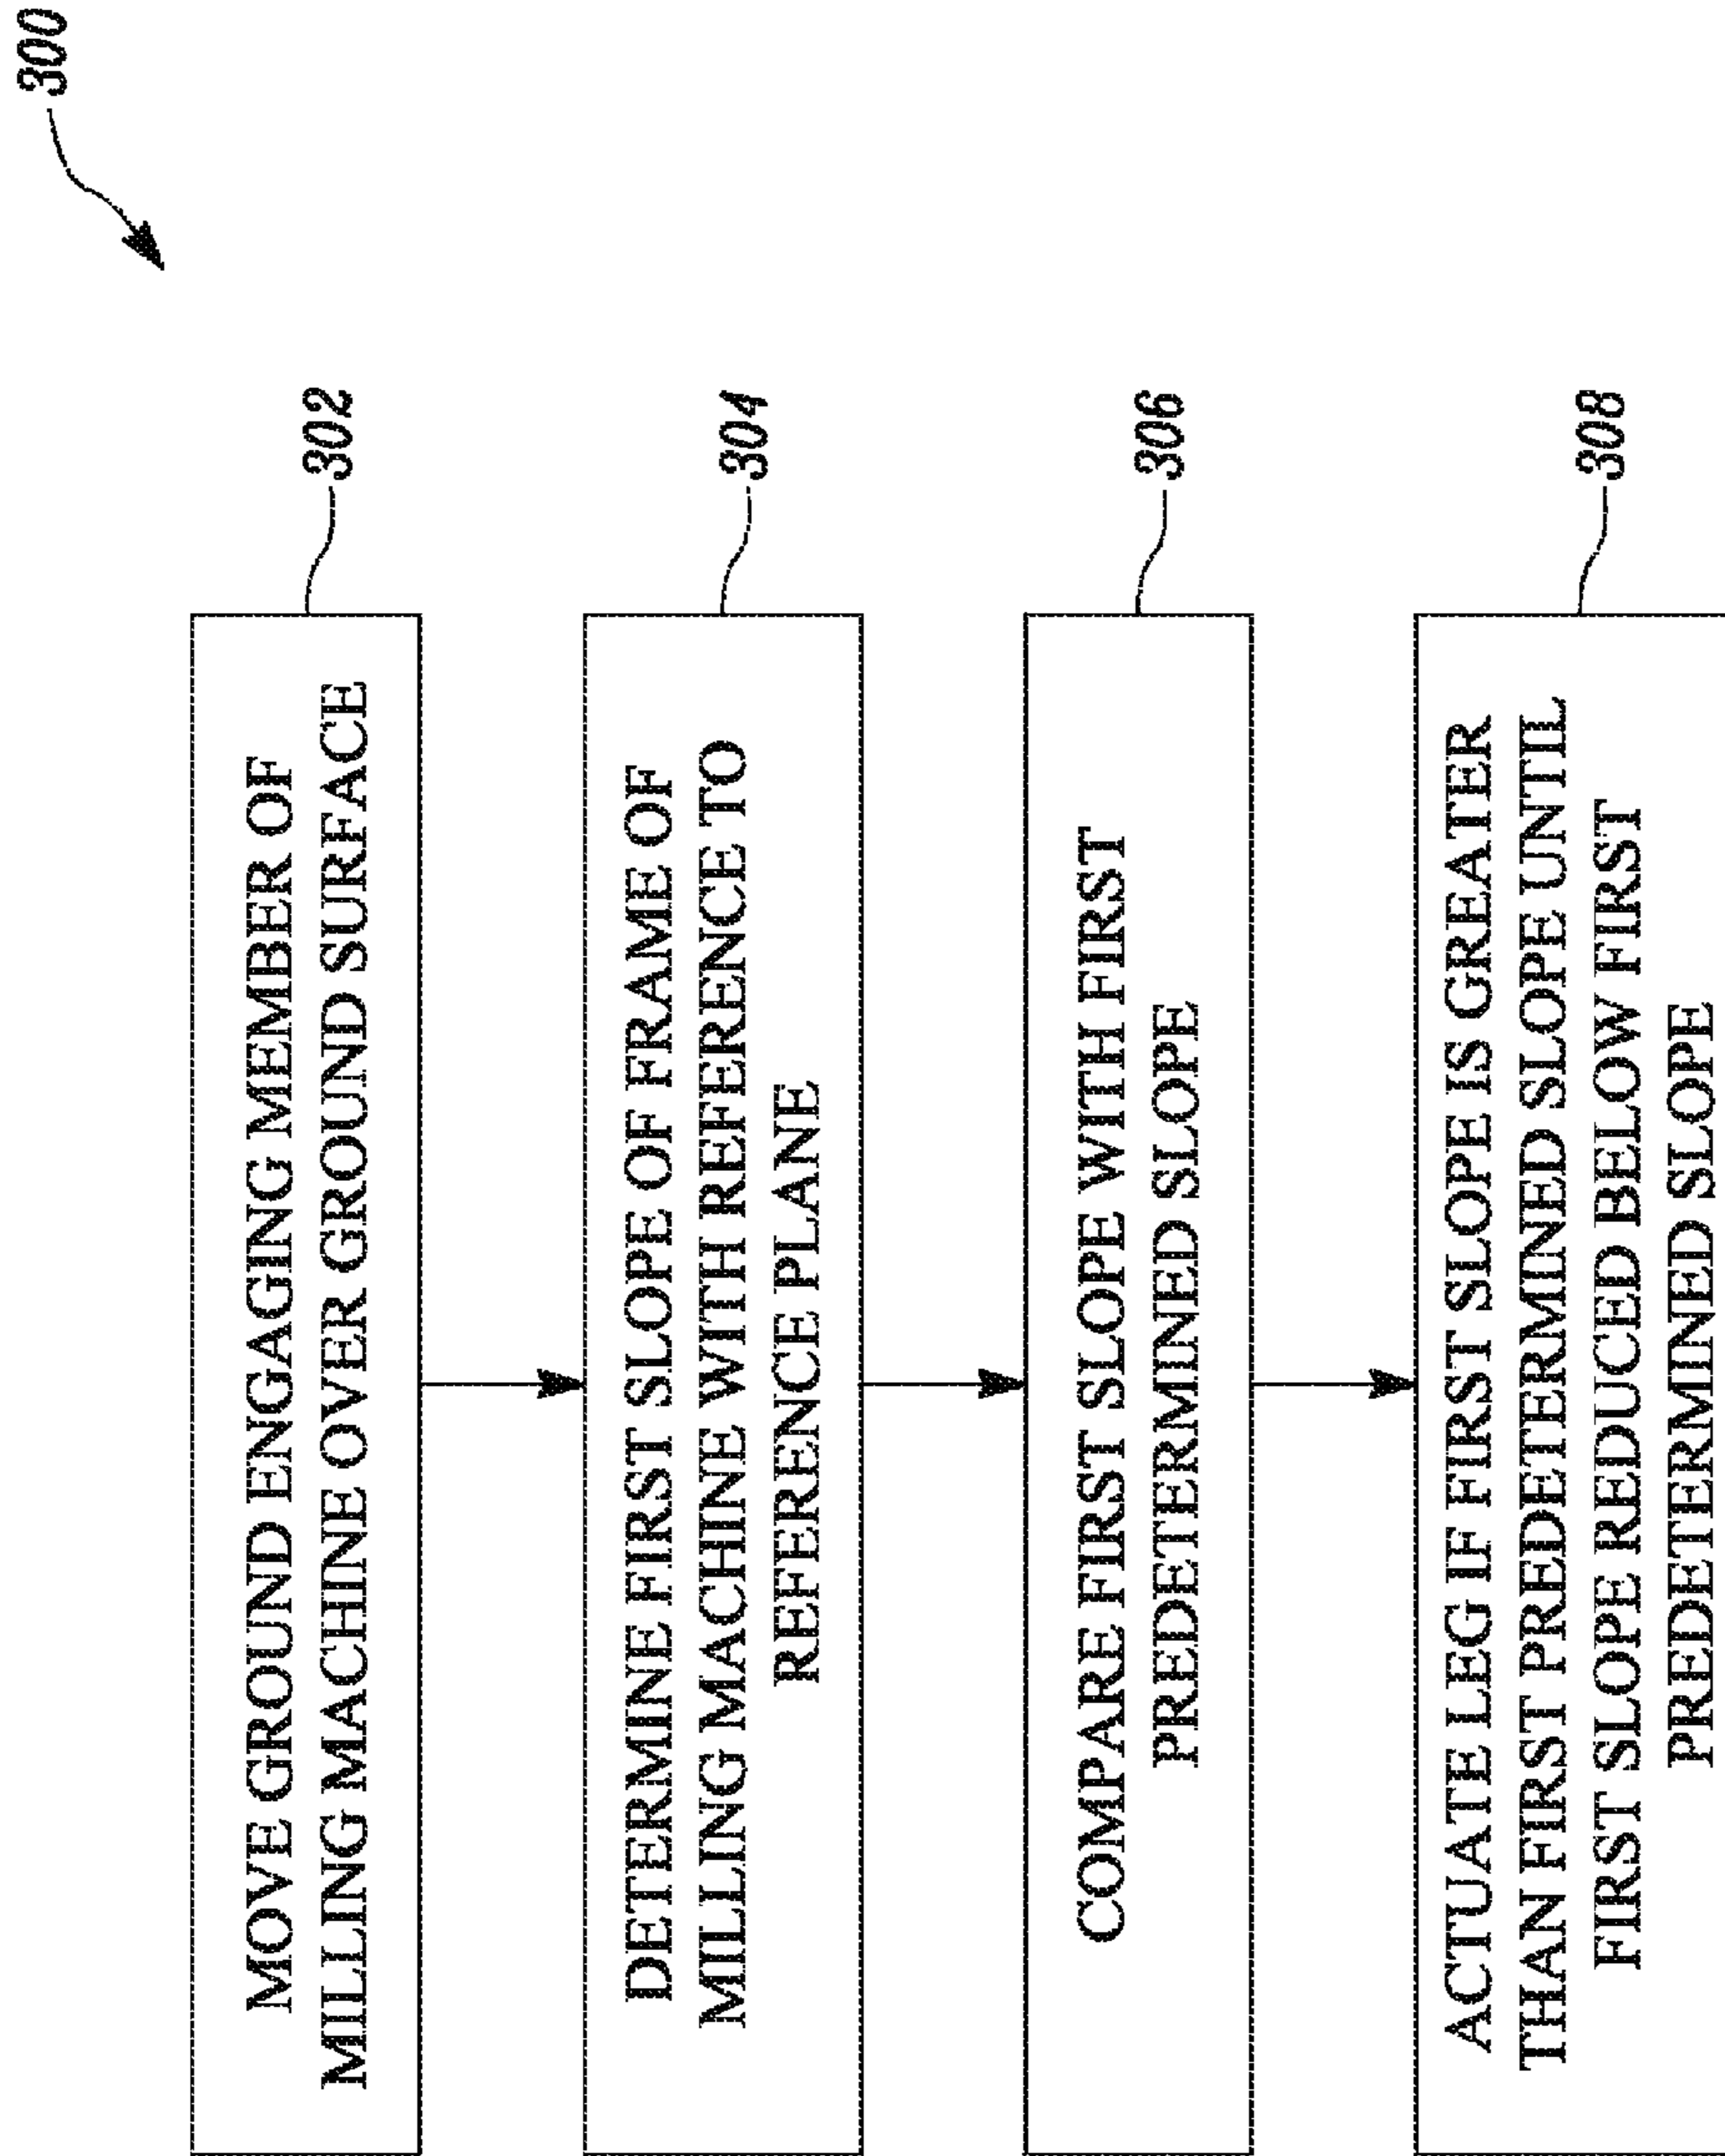 300
MOVE GROUND ENGAGING MEMBER OF
MILLING MACHINE OVER GROUND SURFACE
302
DETERMINE FIRST SLOPE OF FRAME OF
MILLING MACHINE WITH REFERENCE TO
REFERENCE PLANE
304
COMPARE FIRST SLOPE WITH FIRST
PREDETERMINED SLOPE
306
ACTUATE LEG IF FIRST SLOPE IS GREATER
THAN FIRST PREDETERMINED SLOPE UNTIL
FIRST SLOPE REDUCED BELOW FIRST
PREDETERMINED SLOPE
308